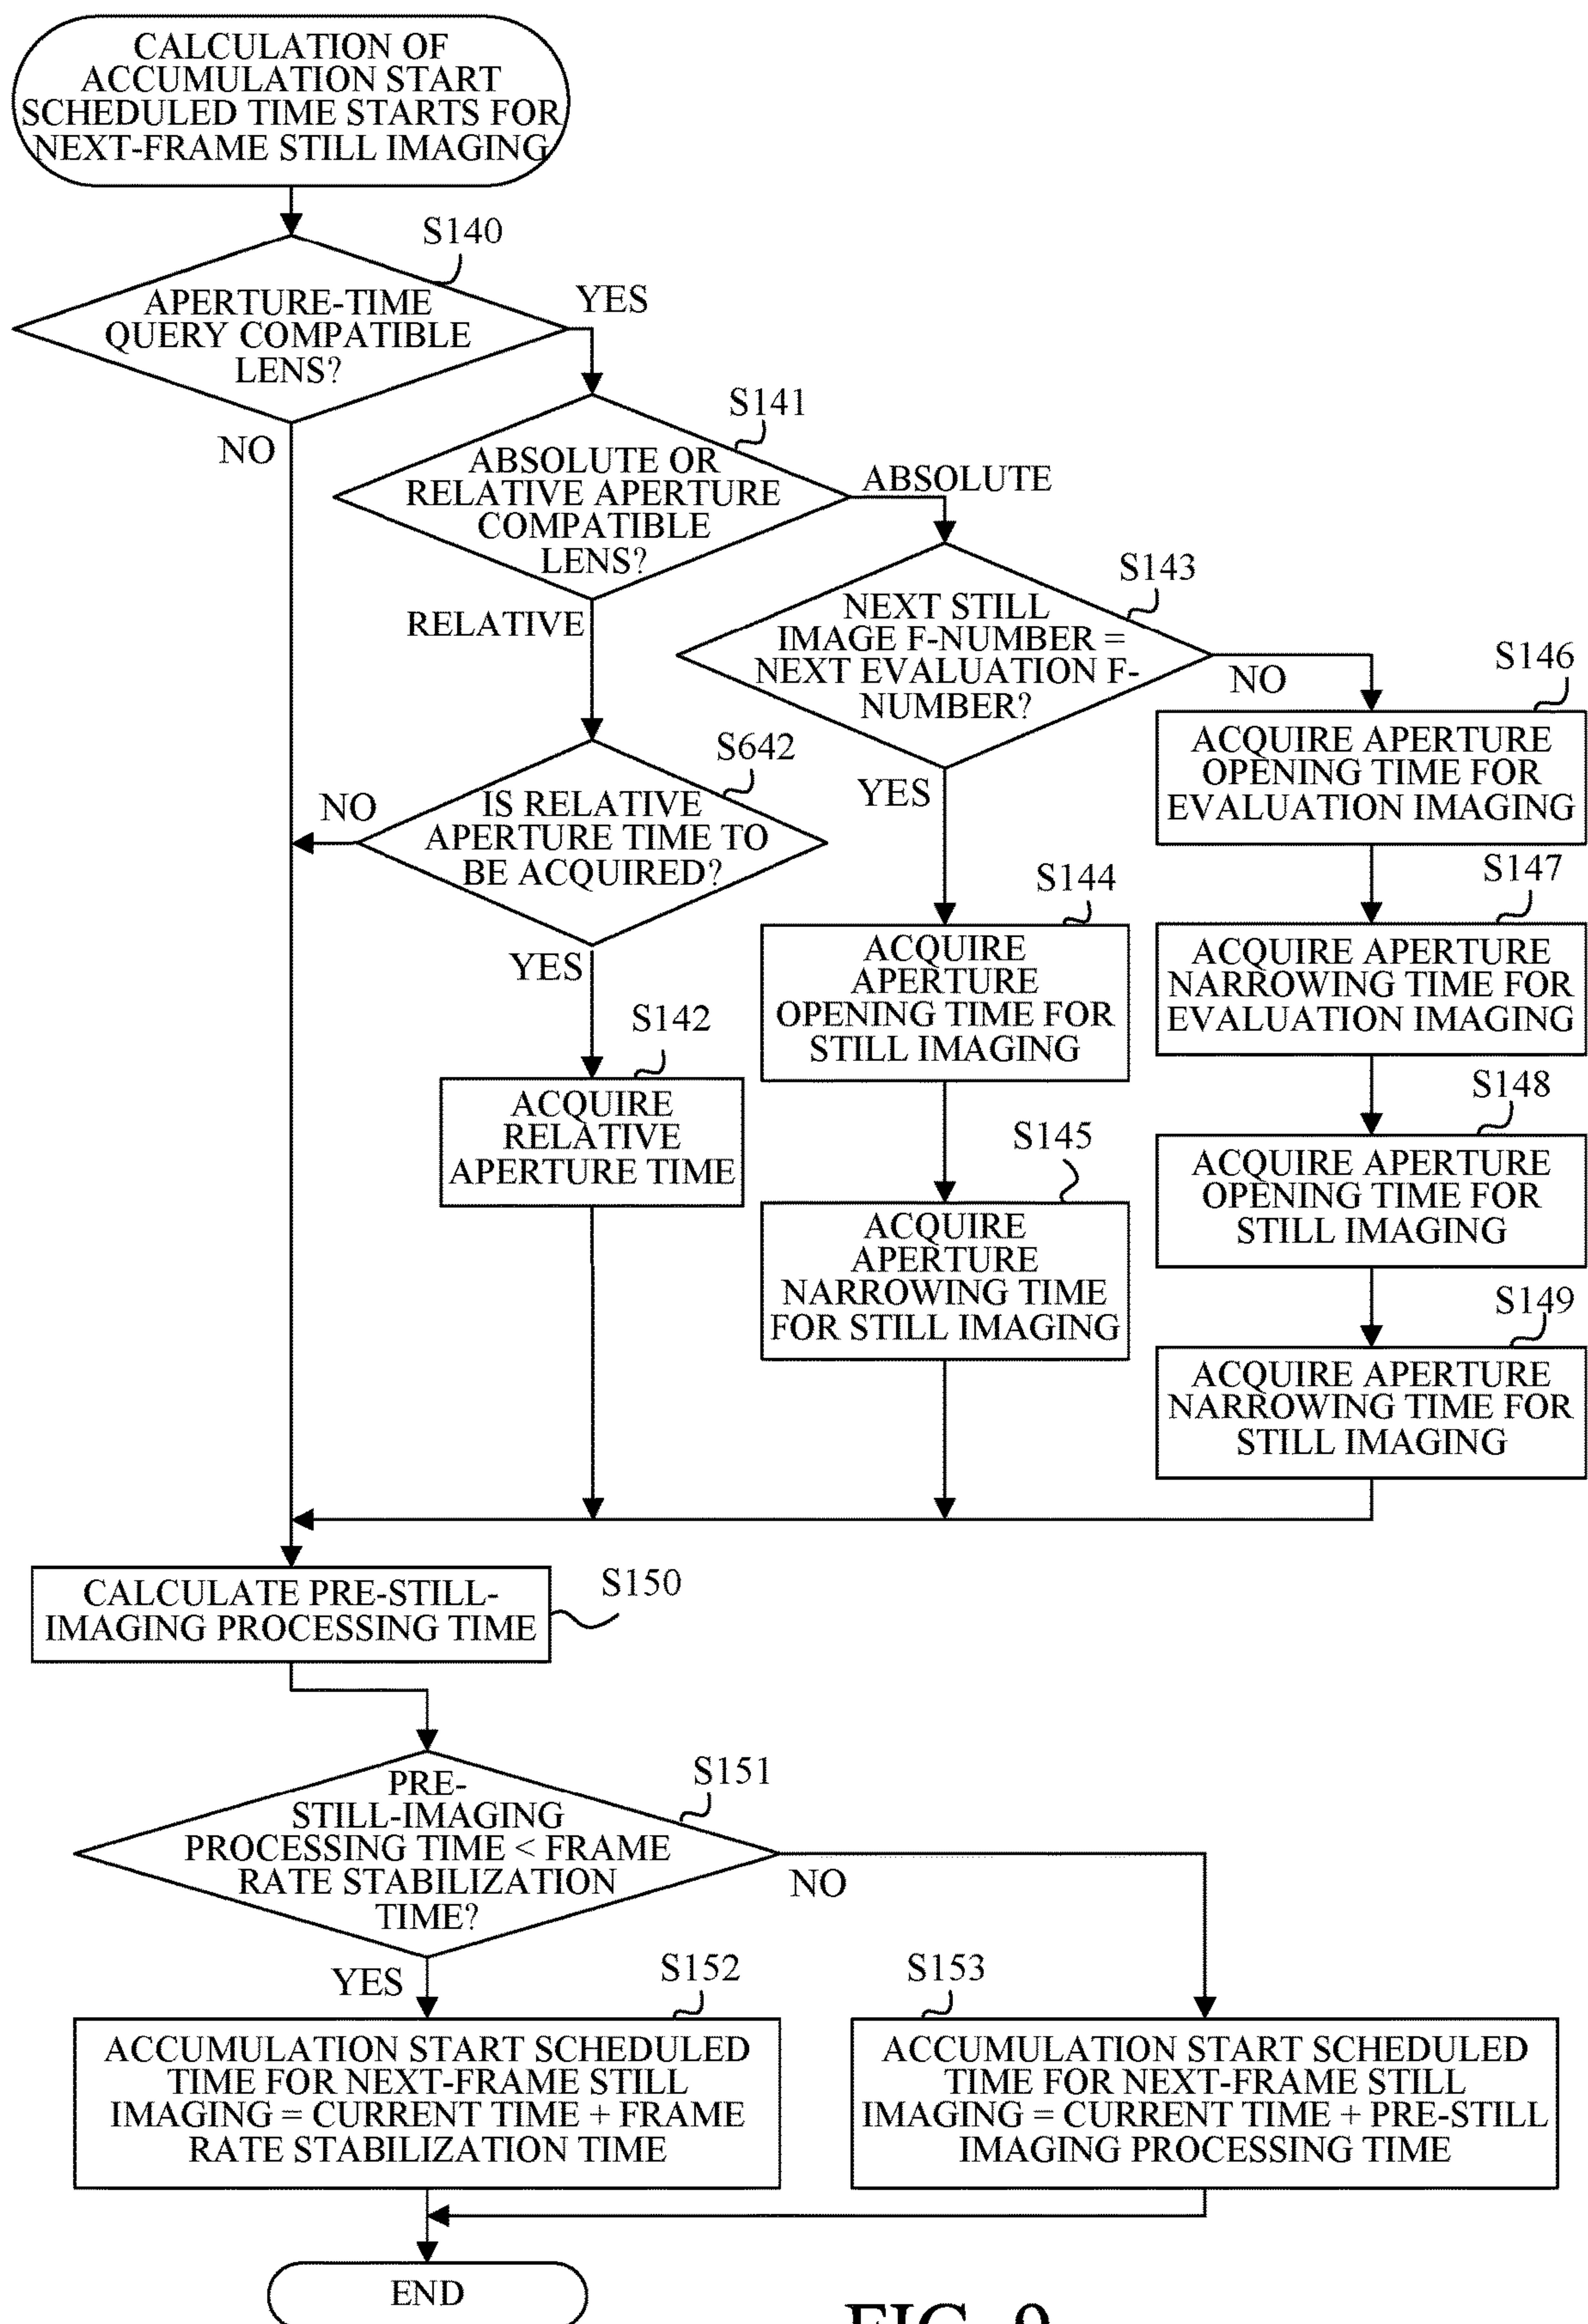 CALCULATION OF
ACCUMULATION START
SCHEDULED TIME STARTS FOR
NEXT-FRAME STILL IMAGING
S140
APERTURE-TIME
QUERY COMPATIBLE
LENS?
YES
NO
S141
ABSOLUTE OR
RELATIVE APERTURE
COMPATIBLE
LENS?
ABSOLUTE
RELATIVE
S143
NEXT STILL
IMAGE F-NUMBER =
NEXT EVALUATION F-
NUMBER?
NO
YES
S146
ACQUIRE APERTURE
OPENING TIME FOR
EVALUATION IMAGING
S642
IS RELATIVE
APERTURE TIME TO
BE ACQUIRED?
NO
YES
S147
ACQUIRE APERTURE
NARROWING TIME FOR
EVALUATION IMAGING
S144
ACQUIRE
APERTURE
OPENING TIME FOR
STILL IMAGING
S142
ACQUIRE
RELATIVE
APERTURE TIME
S148
ACQUIRE APERTURE
OPENING TIME FOR
STILL IMAGING
S145
ACQUIRE
APERTURE
NARROWING TIME
FOR STILL IMAGING
S149
ACQUIRE APERTURE
NARROWING TIME FOR
STILL IMAGING
CALCULATE PRE-STILL-
IMAGING PROCESSING TIME
S150
S151
PRE-
STILL-IMAGING
PROCESSING TIME < FRAME
RATE STABILIZATION
TIME?
NO
YES
S152
ACCUMULATION START SCHEDULED
TIME FOR NEXT-FRAME STILL
IMAGING = CURRENT TIME + FRAME
RATE STABILIZATION TIME
S153
ACCUMULATION START SCHEDULED
TIME FOR NEXT-FRAME STILL
IMAGING = CURRENT TIME + PRE-STILL
IMAGING PROCESSING TIME
END
FIG. 9